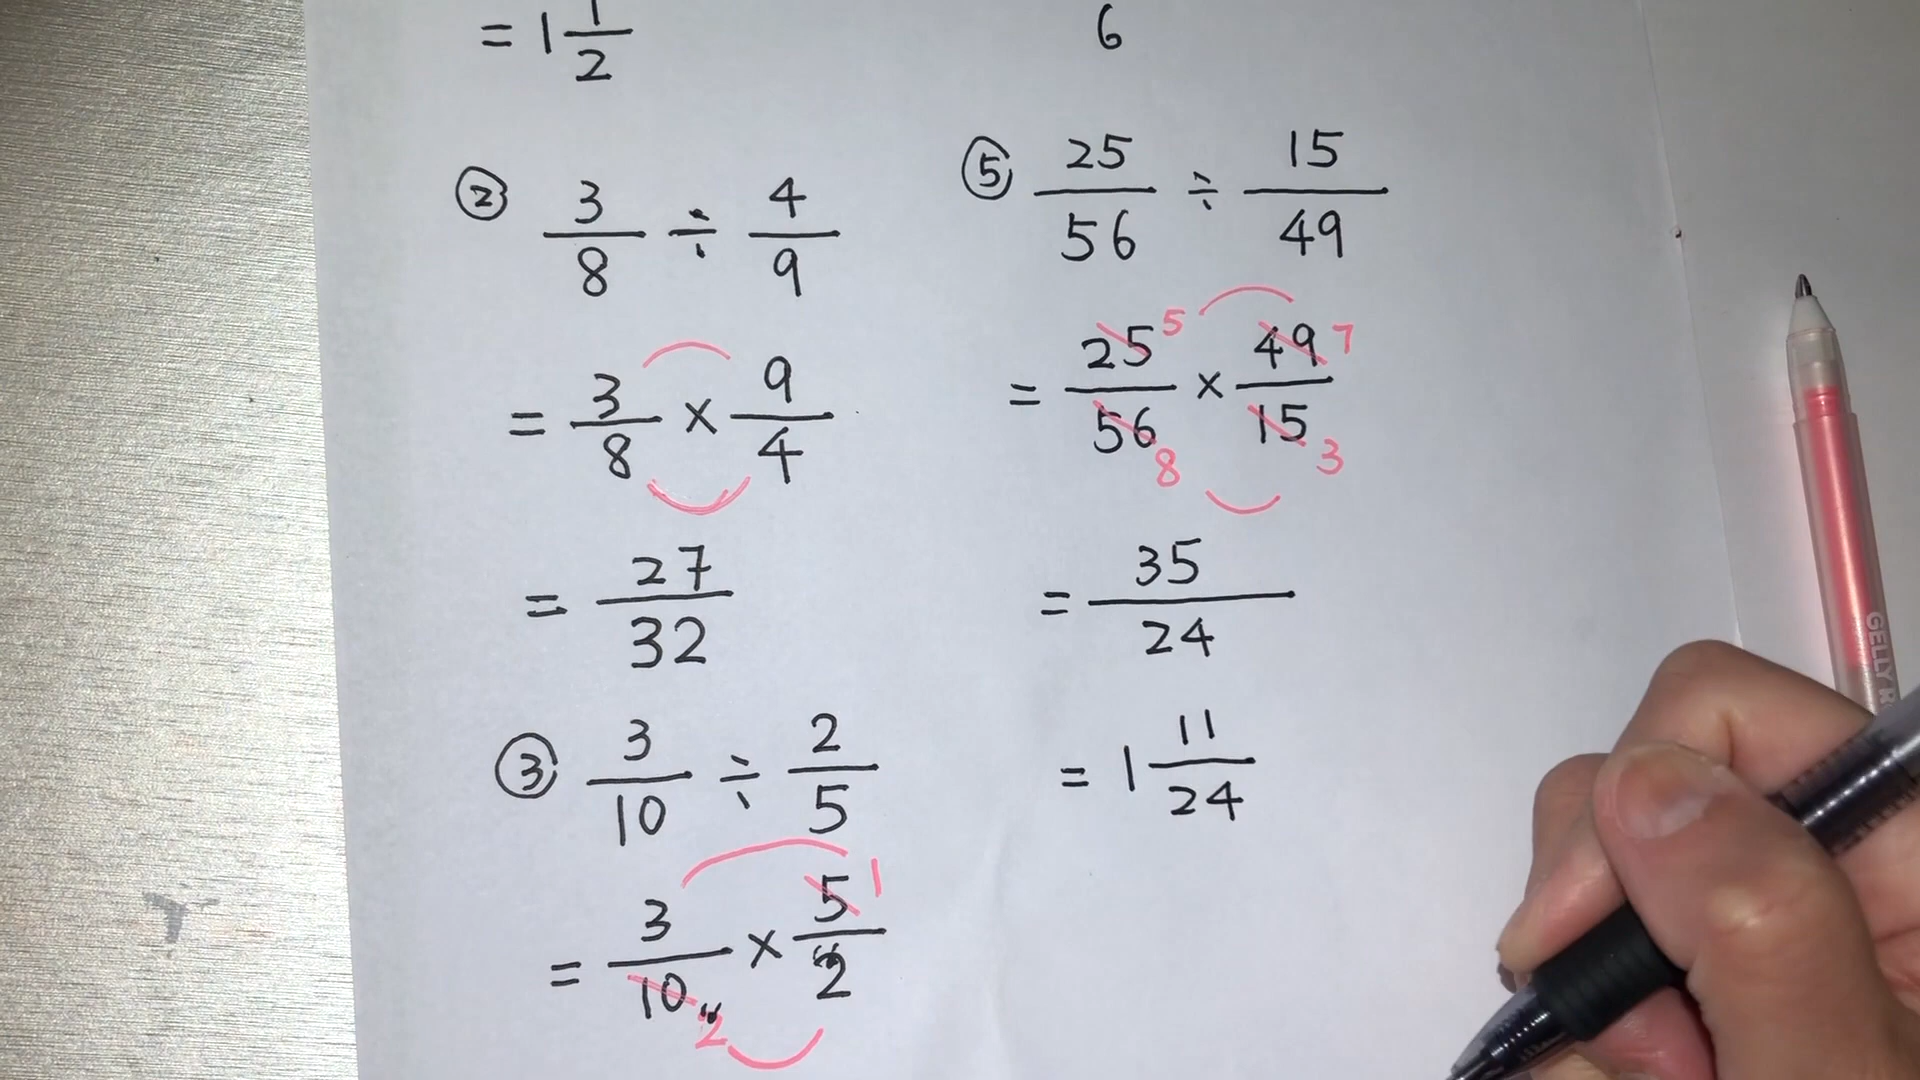 = 1 1/2
② 3/8 ÷ 4/9
= 3/8 × 9/4
= 27/32
③ 3/10 ÷ 2/5
= 3/10 2 × 5 1/2
6
⑤ 25/56 ÷ 15/49
= 25 5/56 8 × 49 7/15 3
= 35/24
= 1 11/24
GELLY R